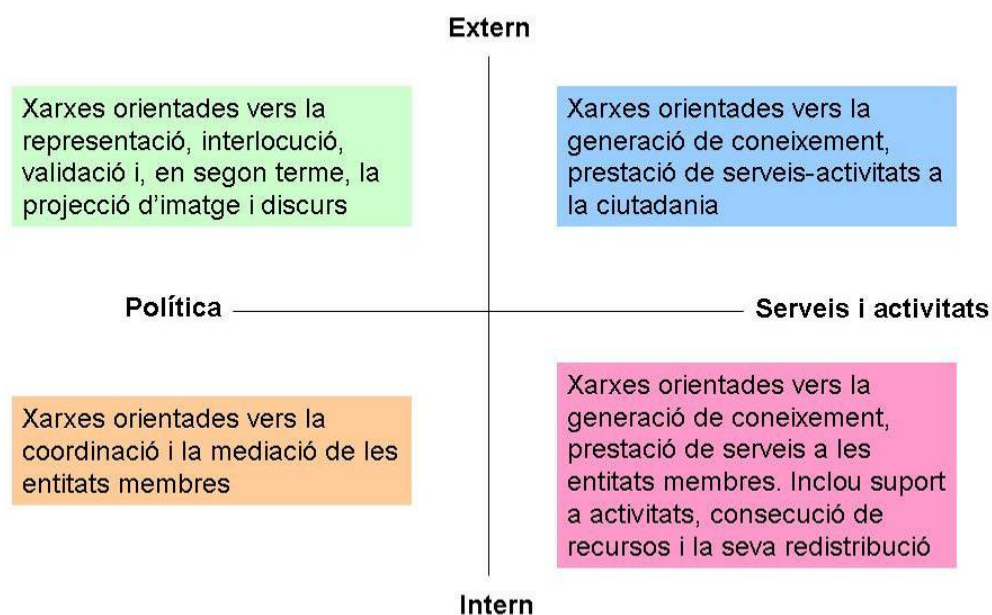 Extern
Xarxes orientades vers la
representació, interlocució,
validació i, en segon terme, la
projecció d'imatge i discurs
Xarxes orientades vers la
generació de coneixement,
prestació de serveis-activitats a
la ciutadania
Política
Serveis i activitats
Xarxes orientades vers la
coordinació i la mediació de les
entitats membres
Xarxes orientades vers la
generació de coneixement,
prestació de serveis a les
entitats membres. Inclou suport
a activitats, consecució de
recursos i la seva redistribució
Intern